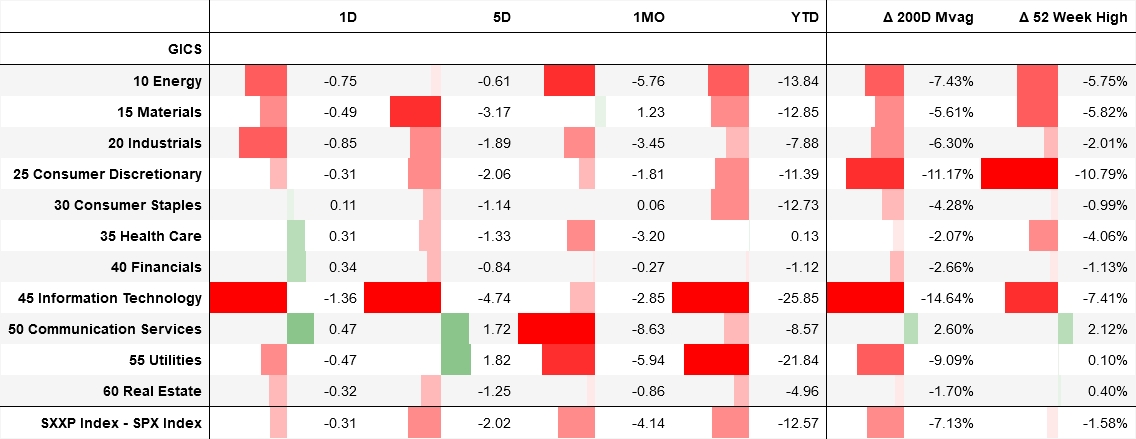 1D 5D 1MO YTD Δ 200D Mvag Δ 52 Week High
GICS
10 Energy -0.75 -0.61 -5.76 -13.84 -7.43% -5.75%
15 Materials -0.49 -3.17 1.23 -12.85 -5.61% -5.82%
20 Industrials -0.85 -1.89 -3.45 -7.88 -6.30% -2.01%
25 Consumer Discretionary -0.31 -2.06 -1.81 -11.39 -11.17% -10.79%
30 Consumer Staples 0.11 -1.14 0.06 -12.73 -4.28% -0.99%
35 Health Care 0.31 -1.33 -3.20 0.13 -2.07% -4.06%
40 Financials 0.34 -0.84 -0.27 -1.12 -2.66% -1.13%
45 Information Technology -1.36 -4.74 -2.85 -25.85 -14.64% -7.41%
50 Communication Services 0.47 1.72 -8.63 -8.57 2.60% 2.12%
55 Utilities -0.47 1.82 -5.94 -21.84 -9.09% 0.10%
60 Real Estate -0.32 -1.25 -0.86 -4.96 -1.70% 0.40%
SXXP Index - SPX Index -0.31 -2.02 -4.14 -12.57 -7.13% -1.58%